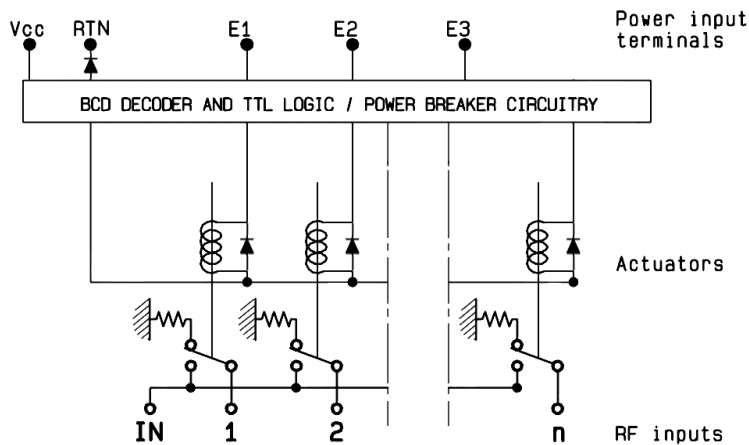 Vcc RTN E1 E2 E3 Power input
terminals
BCD DECODER AND TTL LOGIC / POWER BREAKER CIRCUITRY
Actuators
IN 1 2 n RF inputs